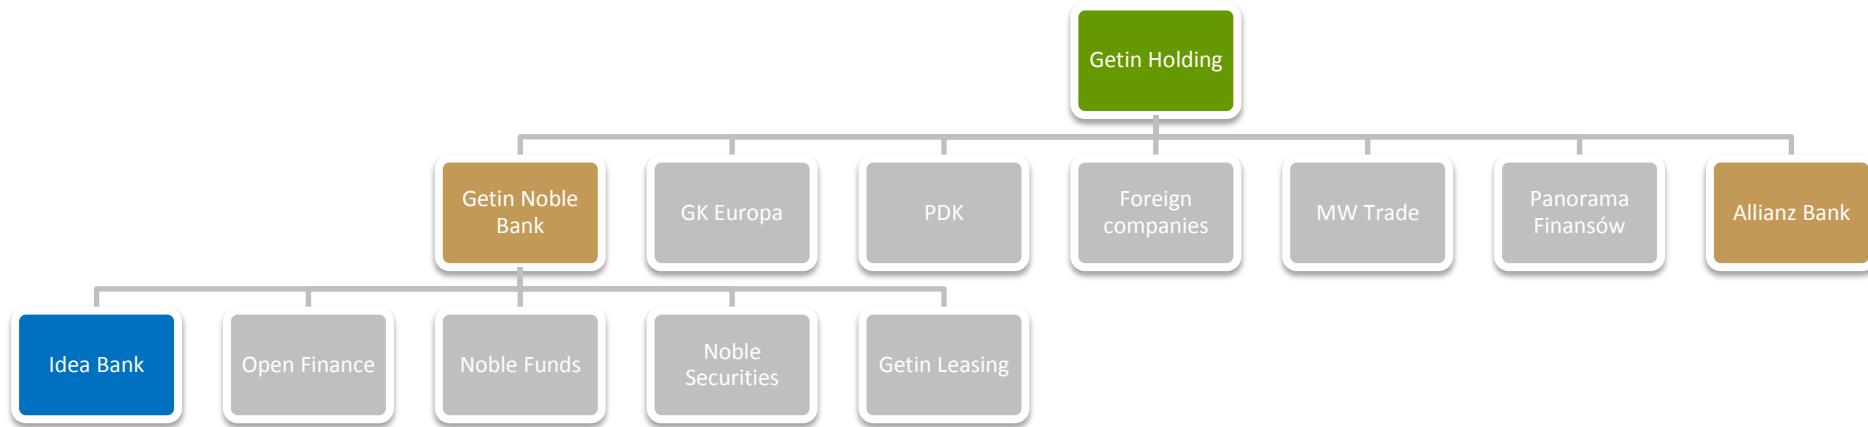 Getin Holding
Getin Noble
Bank
GK Europa
PDK
Foreign
companies
MW Trade
Panorama
Finansów
Allianz Bank
Idea Bank
Open Finance
Noble Funds
Noble
Securities
Getin Leasing